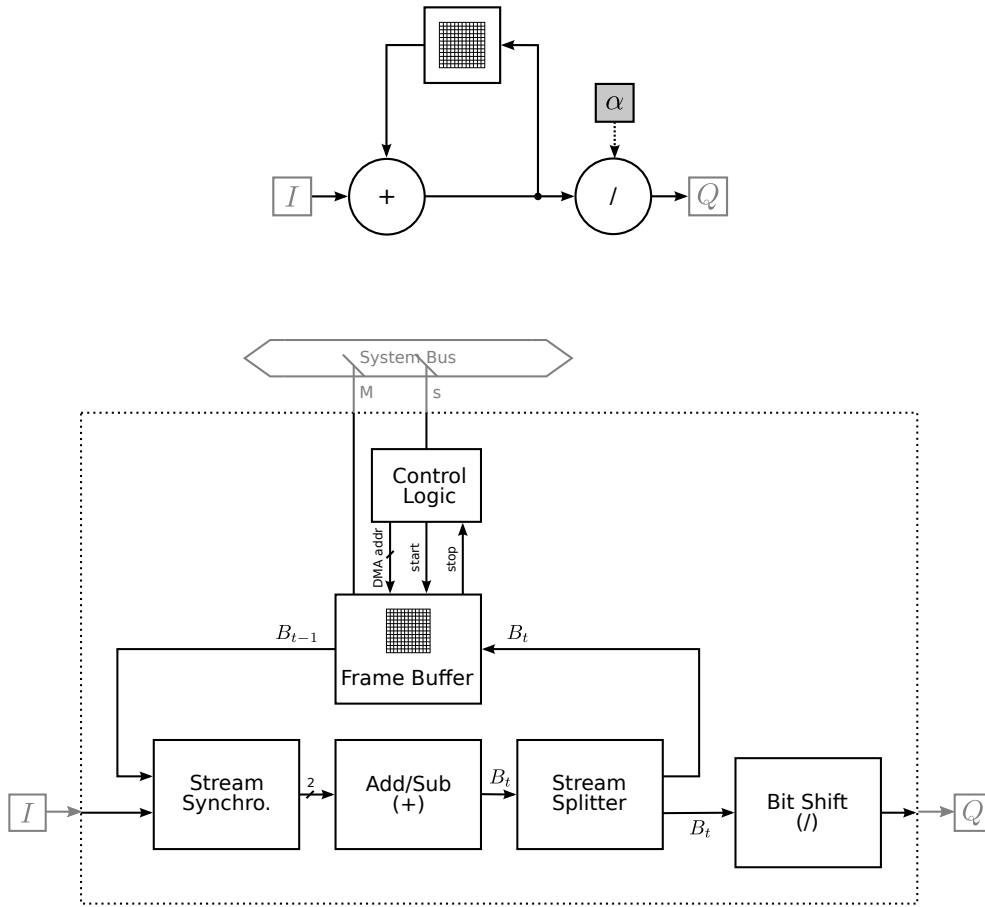 α
I
+
/
Q
System Bus
M
s
Control
Logic
DMA addr
start
stop
B_{t−1}
B_t
Frame Buffer
Stream
Synchro.
2
Add/Sub
(+)
B_t
Stream
Splitter
B_t
Bit Shift
(/)
I
Q